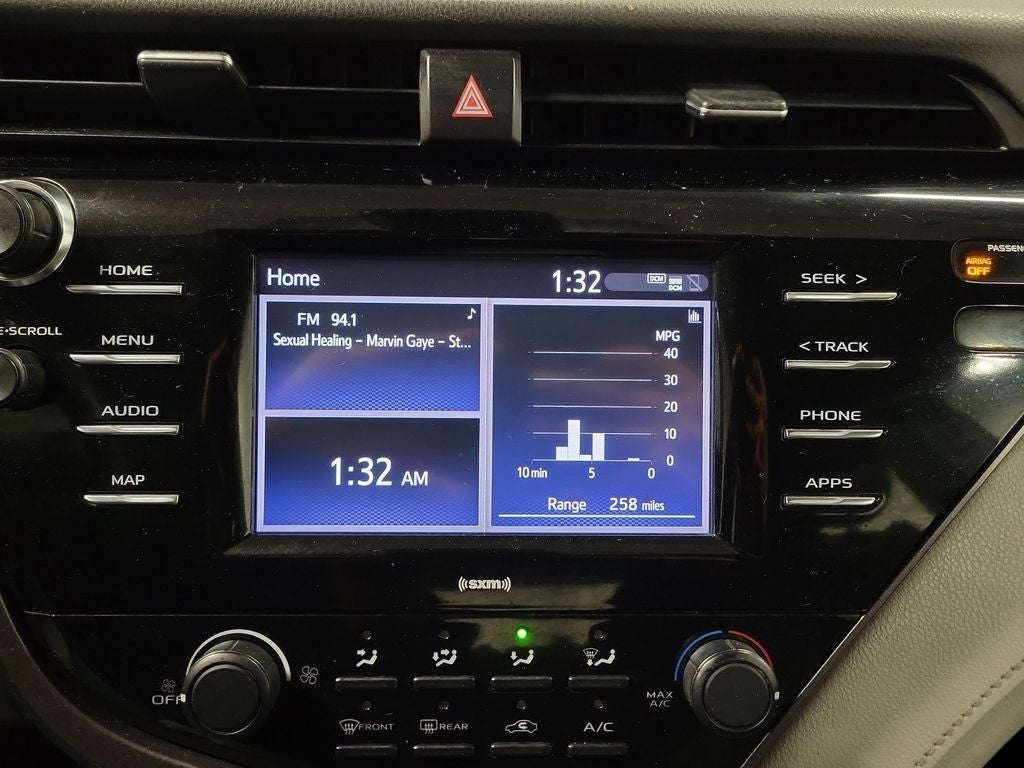 PASSEN
AIRBAG
OFF
HOME
E•SCROLL
MENU
AUDIO
MAP
Home
1:32
DCM
DCM
FM 94.1
Sexual Healing – Marvin Gaye – St...
1:32 AM
MPG
40
30
20
10
0
10 min 5 0
Range 258 miles
SEEK >
< TRACK
PHONE
APPS
((sxm))
OFF
MAX
A/C
FRONT
REAR
A/C